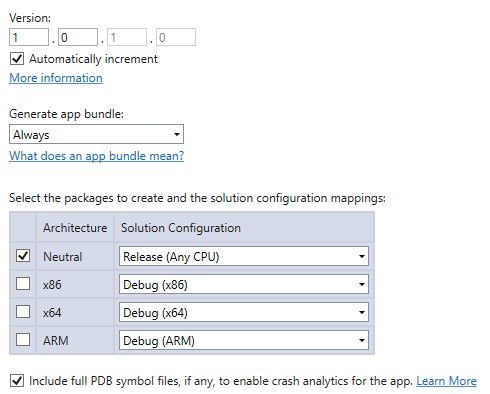 Version:
1 . 0 . 1 . 0
Automatically increment
More information
Generate app bundle:
Always
What does an app bundle mean?
Select the packages to create and the solution configuration mappings:
Architecture Solution Configuration
Neutral Release (Any CPU)
x86 Debug (x86)
x64 Debug (x64)
ARM Debug (ARM)
Include full PDB symbol files, if any, to enable crash analytics for the app. Learn More